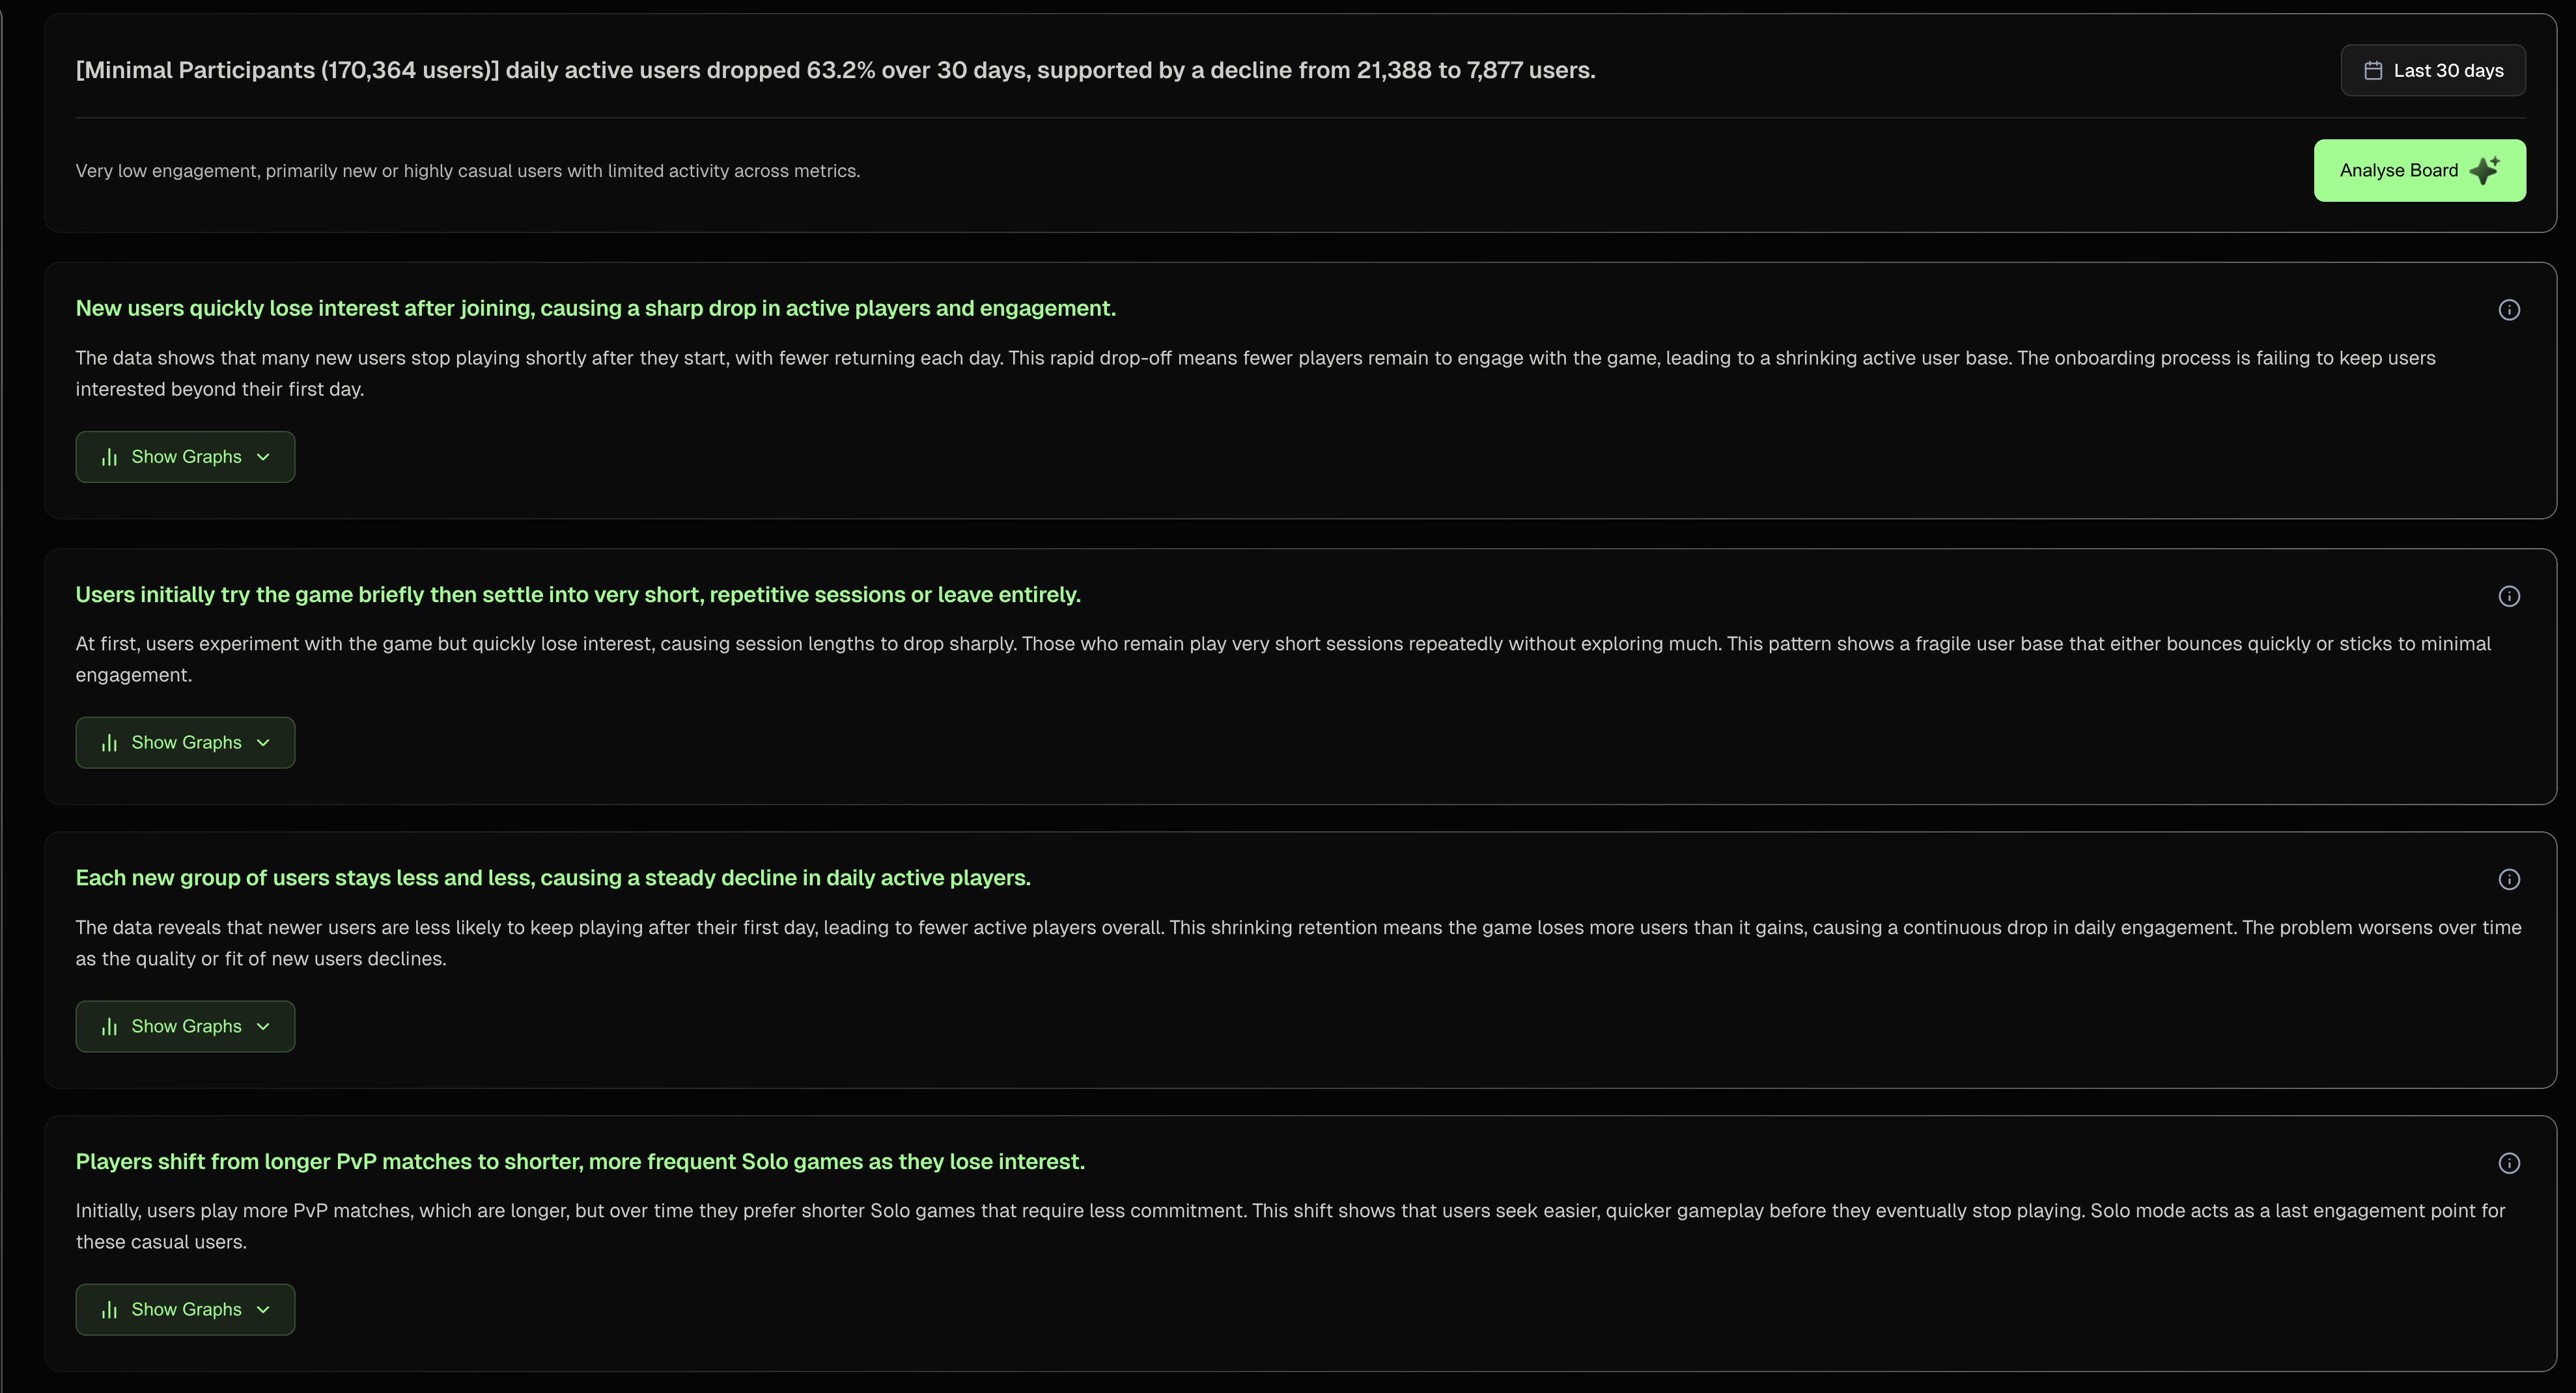 [Minimal Participants (170,364 users)] daily active users dropped 63.2% over 30 days, supported by a decline from 21,388 to 7,877 users.
Last 30 days
Very low engagement, primarily new or highly casual users with limited activity across metrics.
Analyse Board
New users quickly lose interest after joining, causing a sharp drop in active players and engagement.
The data shows that many new users stop playing shortly after they start, with fewer returning each day. This rapid drop-off means fewer players remain to engage with the game, leading to a shrinking active user base. The onboarding process is failing to keep users
interested beyond their first day.
Show Graphs
Users initially try the game briefly then settle into very short, repetitive sessions or leave entirely.
At first, users experiment with the game but quickly lose interest, causing session lengths to drop sharply. Those who remain play very short sessions repeatedly without exploring much. This pattern shows a fragile user base that either bounces quickly or sticks to minimal
engagement.
Show Graphs
Each new group of users stays less and less, causing a steady decline in daily active players.
The data reveals that newer users are less likely to keep playing after their first day, leading to fewer active players overall. This shrinking retention means the game loses more users than it gains, causing a continuous drop in daily engagement. The problem worsens over time
as the quality or fit of new users declines.
Show Graphs
Players shift from longer PvP matches to shorter, more frequent Solo games as they lose interest.
Initially, users play more PvP matches, which are longer, but over time they prefer shorter Solo games that require less commitment. This shift shows that users seek easier, quicker gameplay before they eventually stop playing. Solo mode acts as a last engagement point for
these casual users.
Show Graphs